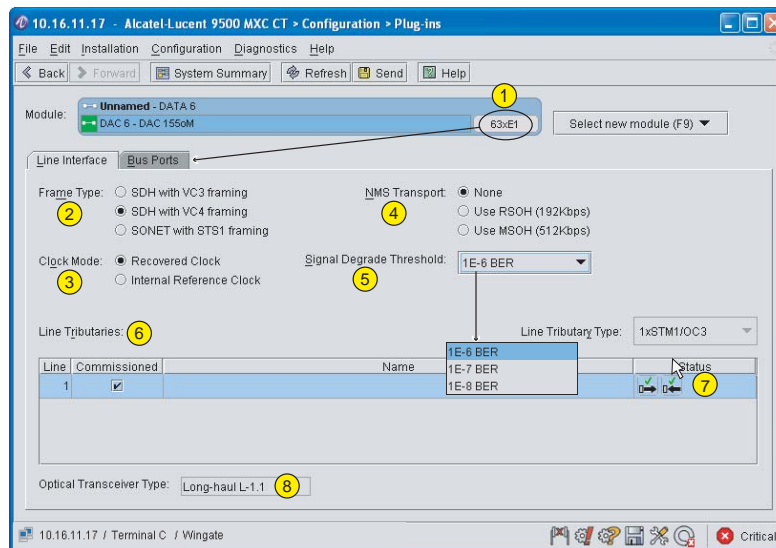 10.16.11.17 - Alcatel-Lucent 9500 MXC CT > Configuration > Plug-ins
File Edit Installation Configuration Diagnostics Help
Back Forward System Summary Refresh Send Help
1
Module:
Unnamed - DATA 6
DAC 6 - DAC 155oM 63xE1
Select new module (F9)
Line Interface Bus Ports
Frame Type: SDH with VC3 framing
2
SDH with VC4 framing
SONET with STS1 framing
NMS Transport: None
4
Use RSOH (192Kbps)
Use MSOH (512Kbps)
Clock Mode: Recovered Clock
3
Internal Reference Clock
Signal Degrade Threshold: 1E-6 BER
5
Line Tributaries: 6
Line Tributary Type: 1xSTM1/OC3
1E-6 BER
1E-7 BER
1E-8 BER
Line Commissioned Name Status
1
7
Optical Transceiver Type: Long-haul L-1.1 8
10.16.11.17 / Terminal C / Wingate
Critical